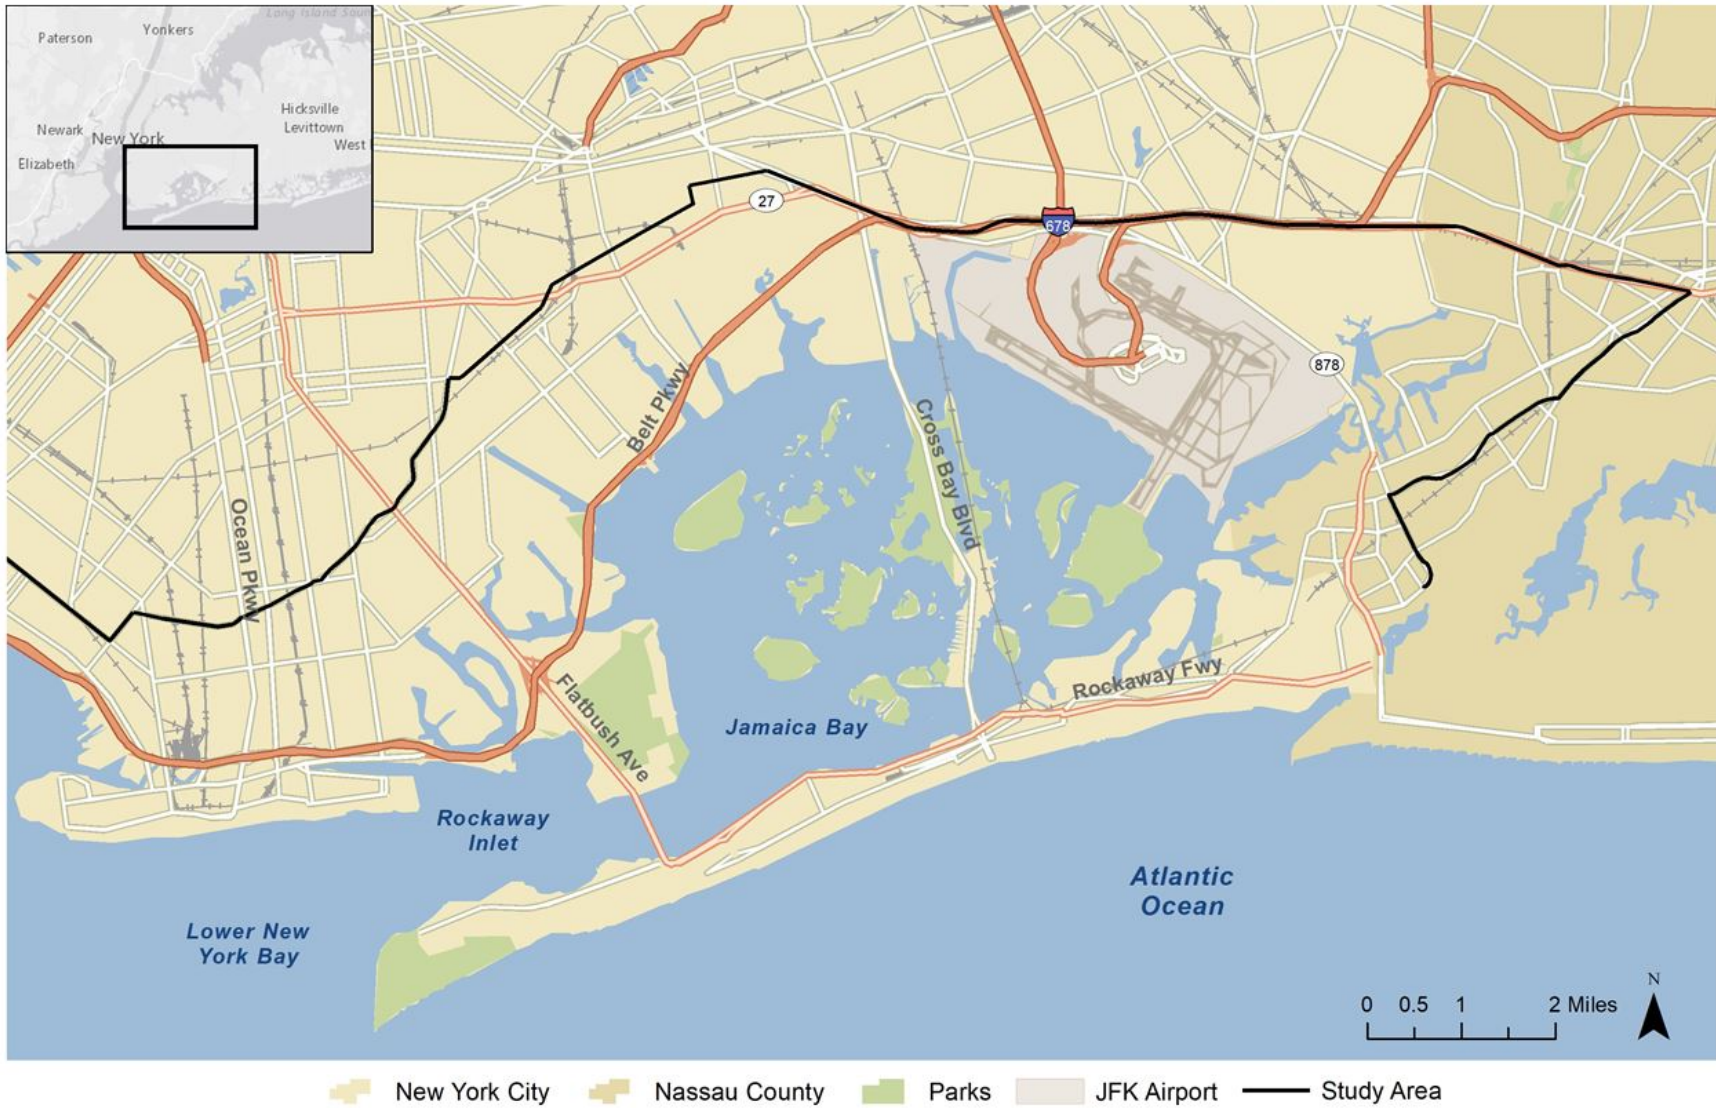 Long Island Soun
Paterson
Yonkers
Hicksville
Levittown
Newark
New York
West
Elizabeth
27
678
878
Belt Pkwy
Cross Bay Blvd
Ocean Pkwy
Rockaway Fwy
Flatbush Ave
Jamaica Bay
Rockaway
Inlet
Atlantic
Ocean
Lower New
York Bay
N
0 0.5 1 2 Miles
New York City Nassau County Parks JFK Airport Study Area